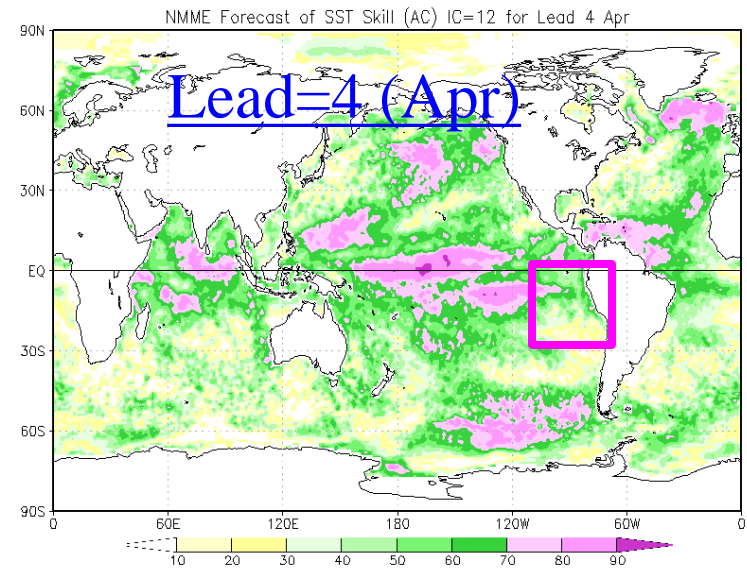 NMME Forecast of SST Skill (AC) IC=12 for Lead 4 Apr
Lead=4 (Apr)
90N
60N
30N
EQ
30S
60S
90S
0 60E 120E 180 120W 60W 0
10 20 30 40 50 60 70 80 90